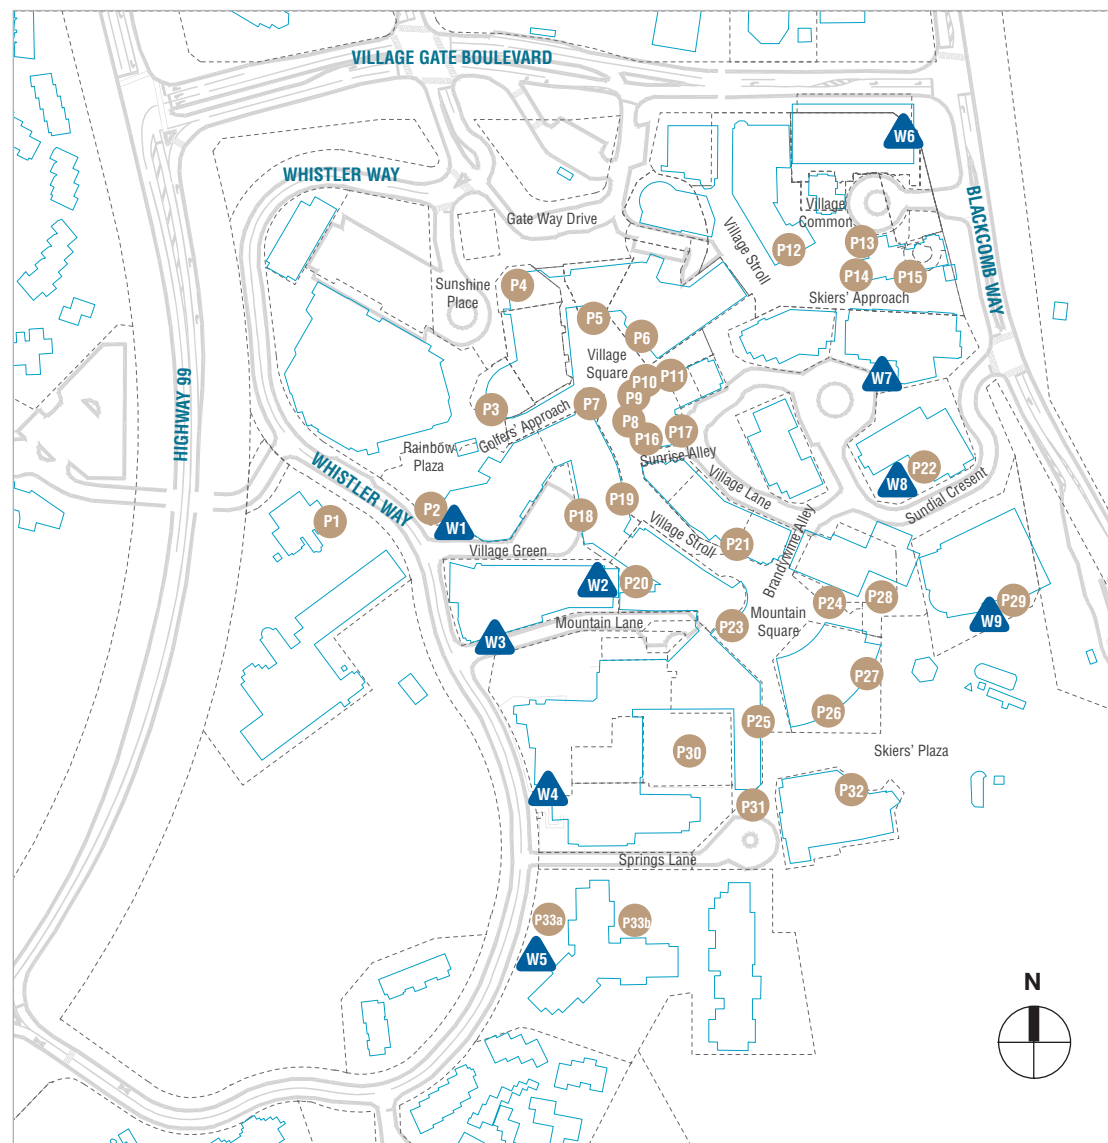 VILLAGE GATE BOULEVARD
W6
WHISTLER WAY
BLACKCOMB WAY
Village
Common
Gate Way Drive
Village Stroll
P12
P13
P14
P15
Skiers' Approach
Sunshine
Place
P4
P5
P6
Village
Square
P10
P11
P9
P8
P7
P16
P17
W7
HIGHWAY 99
P3
Golfers' Approach
Rainbow
Plaza
Sunrise Alley
P22
W8
Sundial Cresent
WHISTLER WAY
Village Lane
P2
W1
P1
P18
P19
Village Stroll
P21
Brandywine Alley
Village Green
W2
P20
P24
P28
P29
W9
Mountain Lane
W3
P23
Mountain
Square
P27
P26
P25
P30
Skiers' Plaza
W4
P31
P32
Springs Lane
P33a
P33b
W5
N